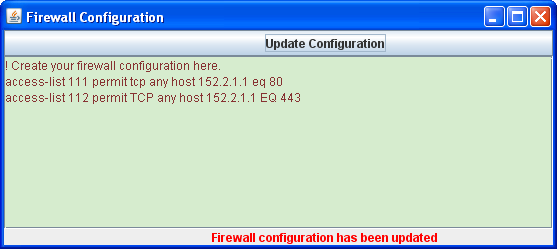 Firewall Configuration
Update Configuration
! Create your firewall configuration here.
access-list 111 permit tcp any host 152.2.1.1 eq 80
access-list 112 permit TCP any host 152.2.1.1 EQ 443
Firewall configuration has been updated